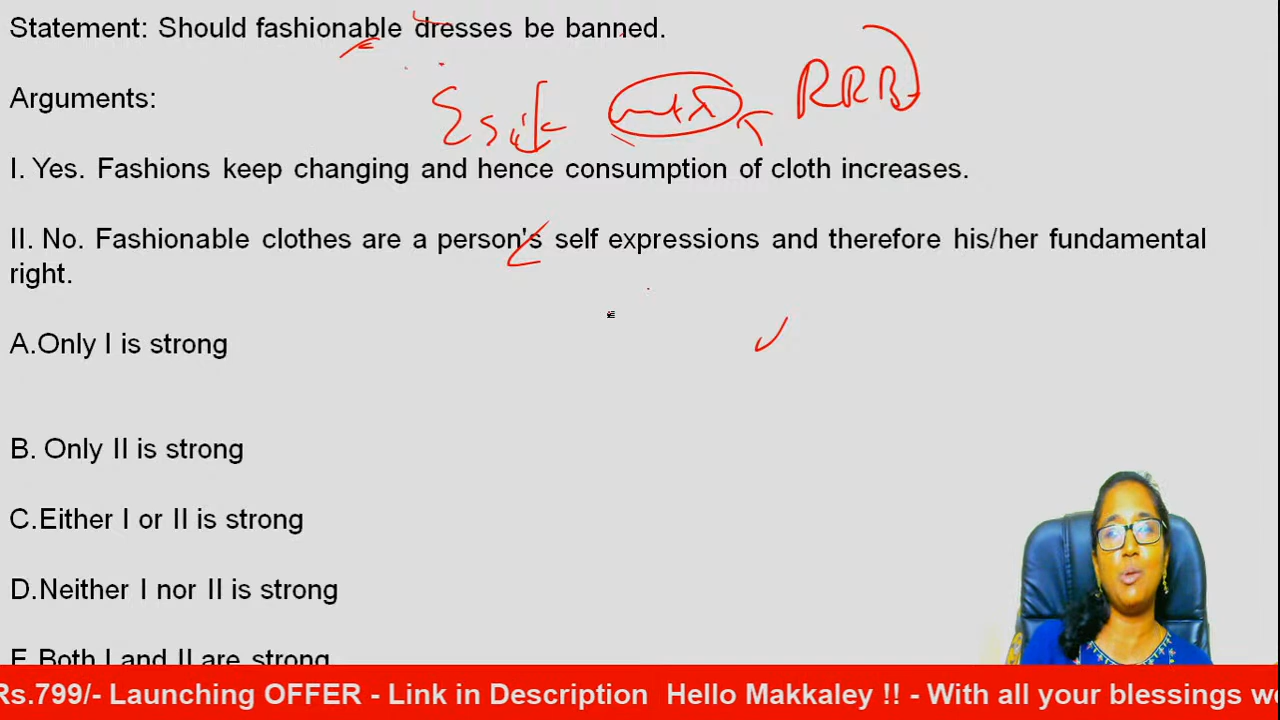 Statement: Should fashionable dresses be banned.
RRB
Arguments:
I. Yes. Fashions keep changing and hence consumption of cloth increases.
II. No. Fashionable clothes are a person's self expressions and therefore his/her fundamental
right.
A.Only I is strong
B. Only II is strong
C.Either I or II is strong
D.Neither I nor II is strong
E.Both I and II are strong
Rs.799/- Launching OFFER - Link in Description Hello Makkaley !! - With all your blessings we